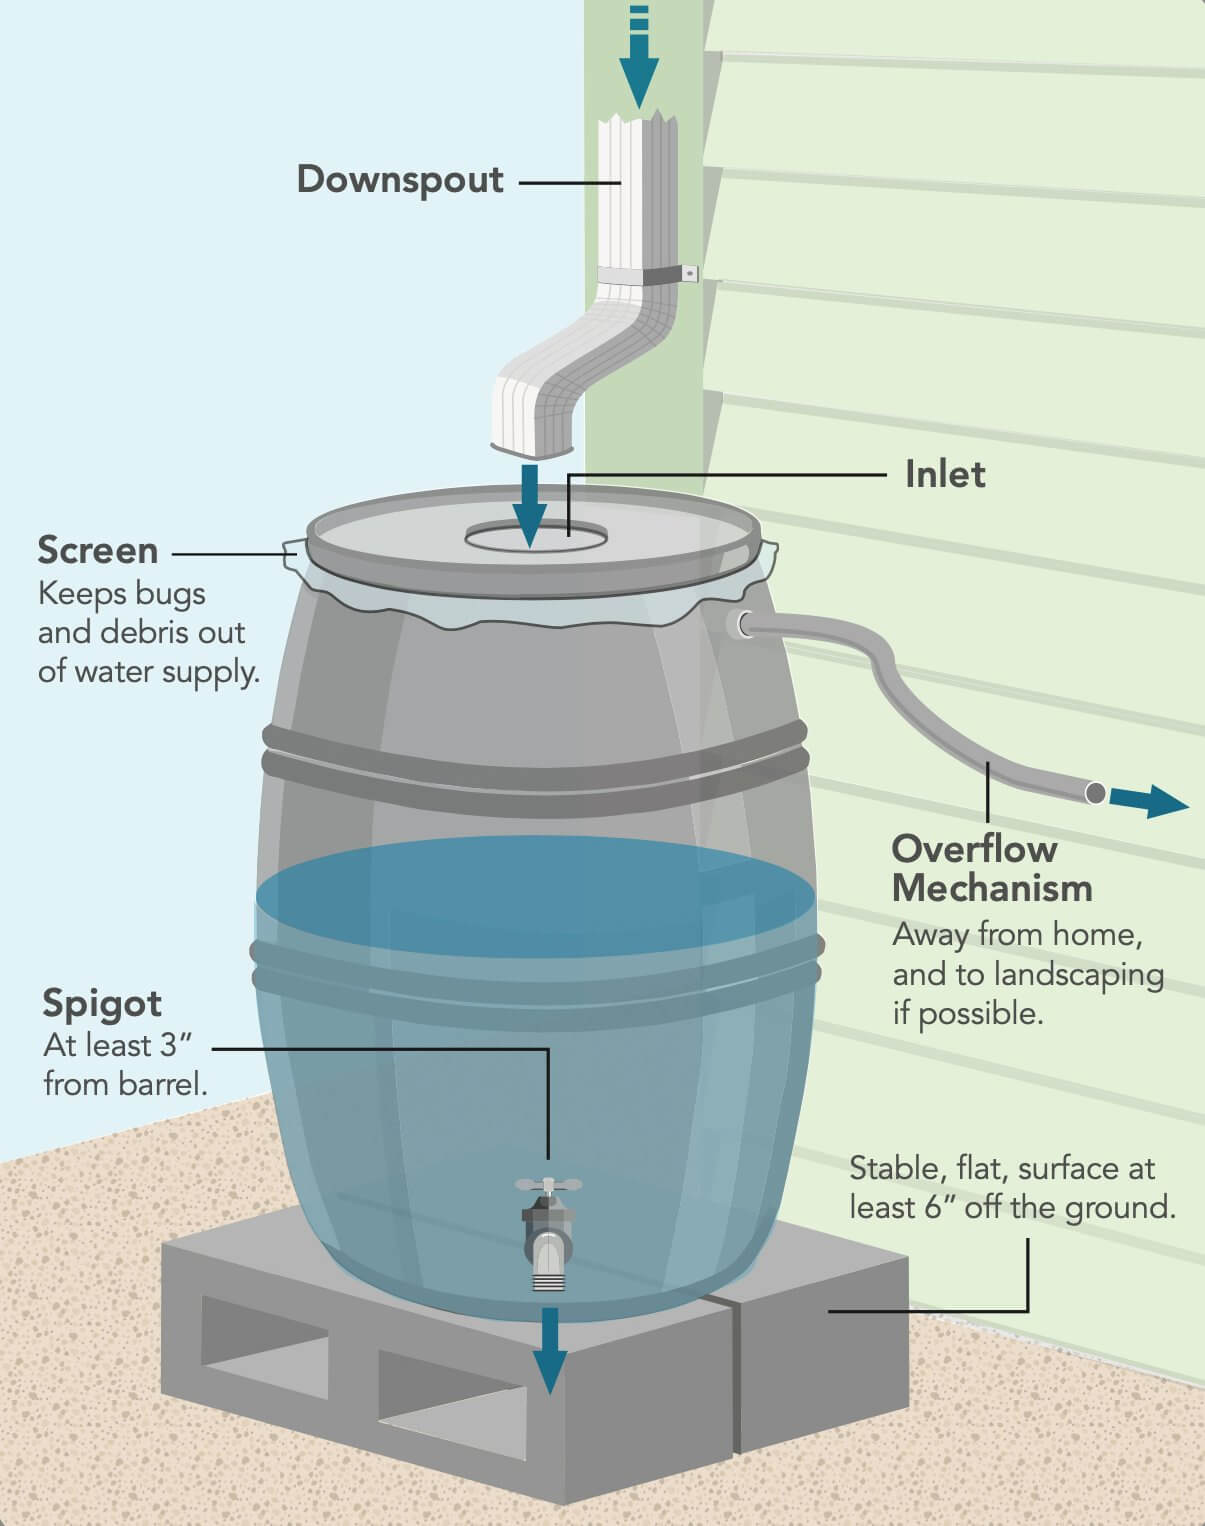 Downspout
Inlet
Screen
Keeps bugs
and debris out
of water supply.
Overflow
Mechanism
Away from home,
and to landscaping
if possible.
Spigot
At least 3”
from barrel.
Stable, flat, surface at
least 6” off the ground.